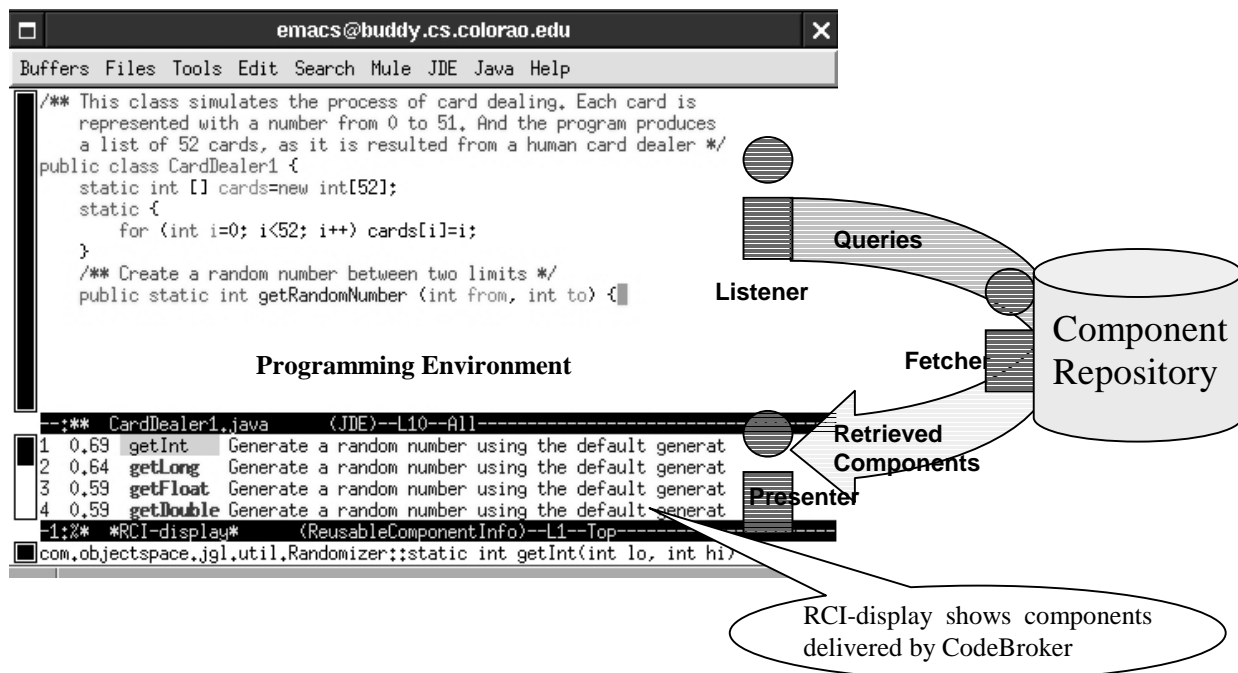 emacs@buddy.cs.colorao.edu
Buffers Files Tools Edit Search Mule JDE Java Help
/** This class simulates the process of card dealing. Each card is
represented with a number from 0 to 51. And the program produces
a list of 52 cards, as it is resulted from a human card dealer */
public class CardDealer1 {
static int [] cards=new int[52];
static {
for (int i=0; i<52; i++) cards[i]=i;
}
/** Create a random number between two limits */
public static int getRandomNumber (int from, int to) {
Programming Environment
--:** CardDealer1.java (JDE)--L10--All----------------------------
1 0.69 getInt Generate a random number using the default generat
2 0.64 getLong Generate a random number using the default generat
3 0.59 getFloat Generate a random number using the default generat
4 0.59 getDouble Generate a random number using the default generat
-1:%* *RCI-display* (ReusableComponentInfo)--L1--Top----------------
com.objectspace.jgl.util.Randomizer::static int getInt(int lo, int hi)
Queries
Listener
Fetcher
Component
Repository
Retrieved
Components
Presenter
RCI-display shows components
delivered by CodeBroker